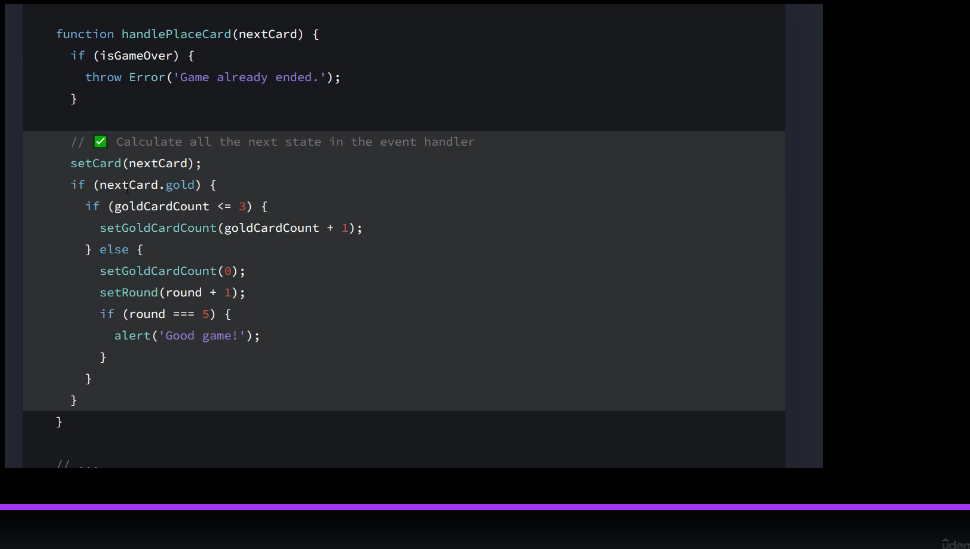 function handlePlaceCard(nextCard) {
if (isGameOver) {
throw Error('Game already ended.');
}
// ✅ Calculate all the next state in the event handler
setCard(nextCard);
if (nextCard.gold) {
if (goldCardCount <= 3) {
setGoldCardCount(goldCardCount + 1);
} else {
setGoldCardCount(0);
setRound(round + 1);
if (round === 5) {
alert('Good game!');
}
}
}
}
// ...